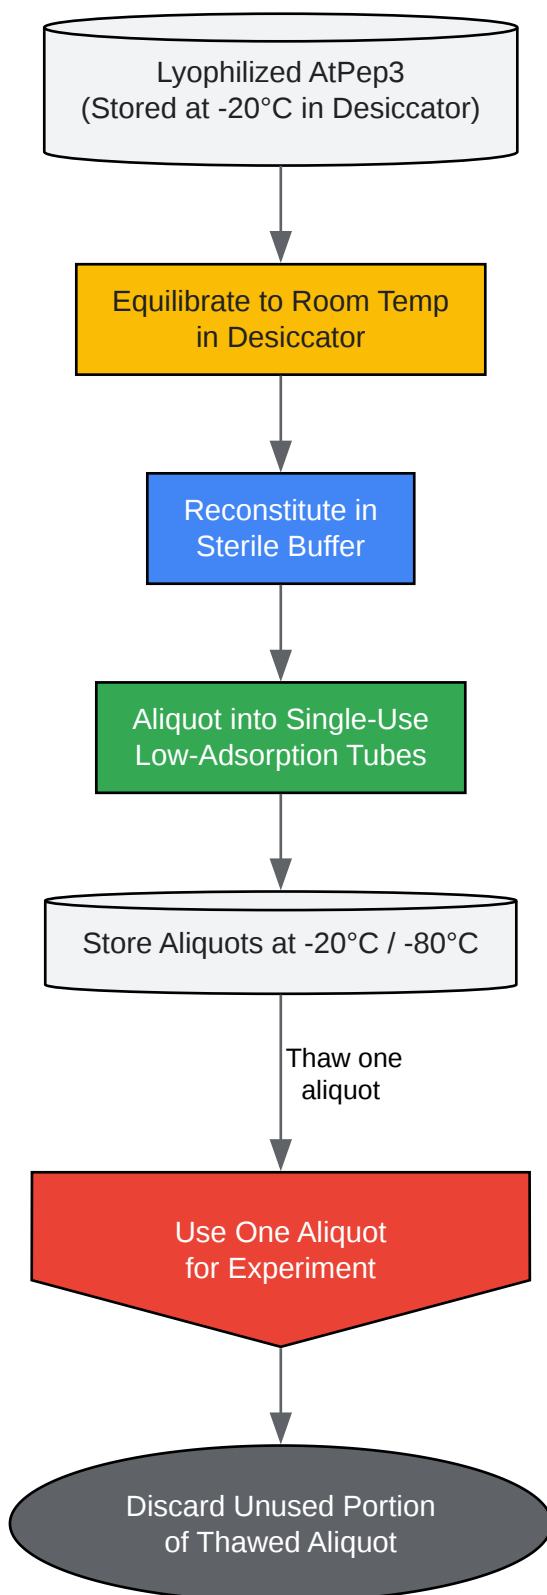 Lyophilized AtPep3
(Stored at -20°C in Desiccator)
Equilibrate to Room Temp
in Desiccator
Reconstitute in
Sterile Buffer
Aliquot into Single-Use
Low-Adsorption Tubes
Store Aliquots at -20°C / -80°C
Thaw one
aliquot
Use One Aliquot
for Experiment
Discard Unused Portion
of Thawed Aliquot